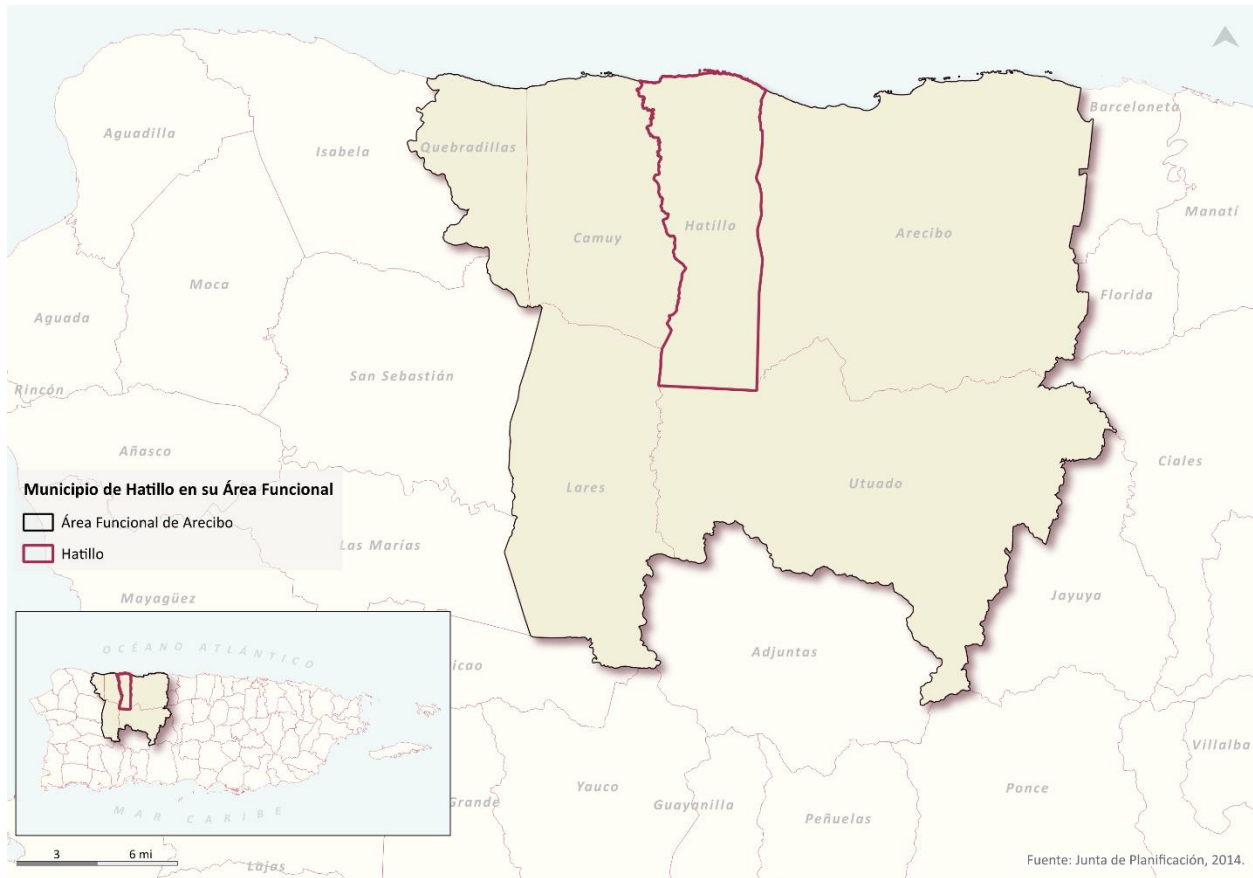 Barceloneta
Aguadilla
Isabela
Quebradillas
Manatí
Hatillo
Camuy
Arecibo
Moca
Florida
Aguada
San Sebastián
Rincón
Añasco
Ciales
Municipio de Hatillo en su Área Funcional
Utuado
Lares
Área Funcional de Arecibo
Las Marías
Hatillo
Mayagüez
Jayuya
OCÉANO ATLÁNTICO
Adjuntas
icao
Villalba
Yauco
Ponce
Grande
Guayanilla
MAR CARIBE
Peñuelas
3 6 mi
Lajas
Fuente: Junta de Planificación, 2014.